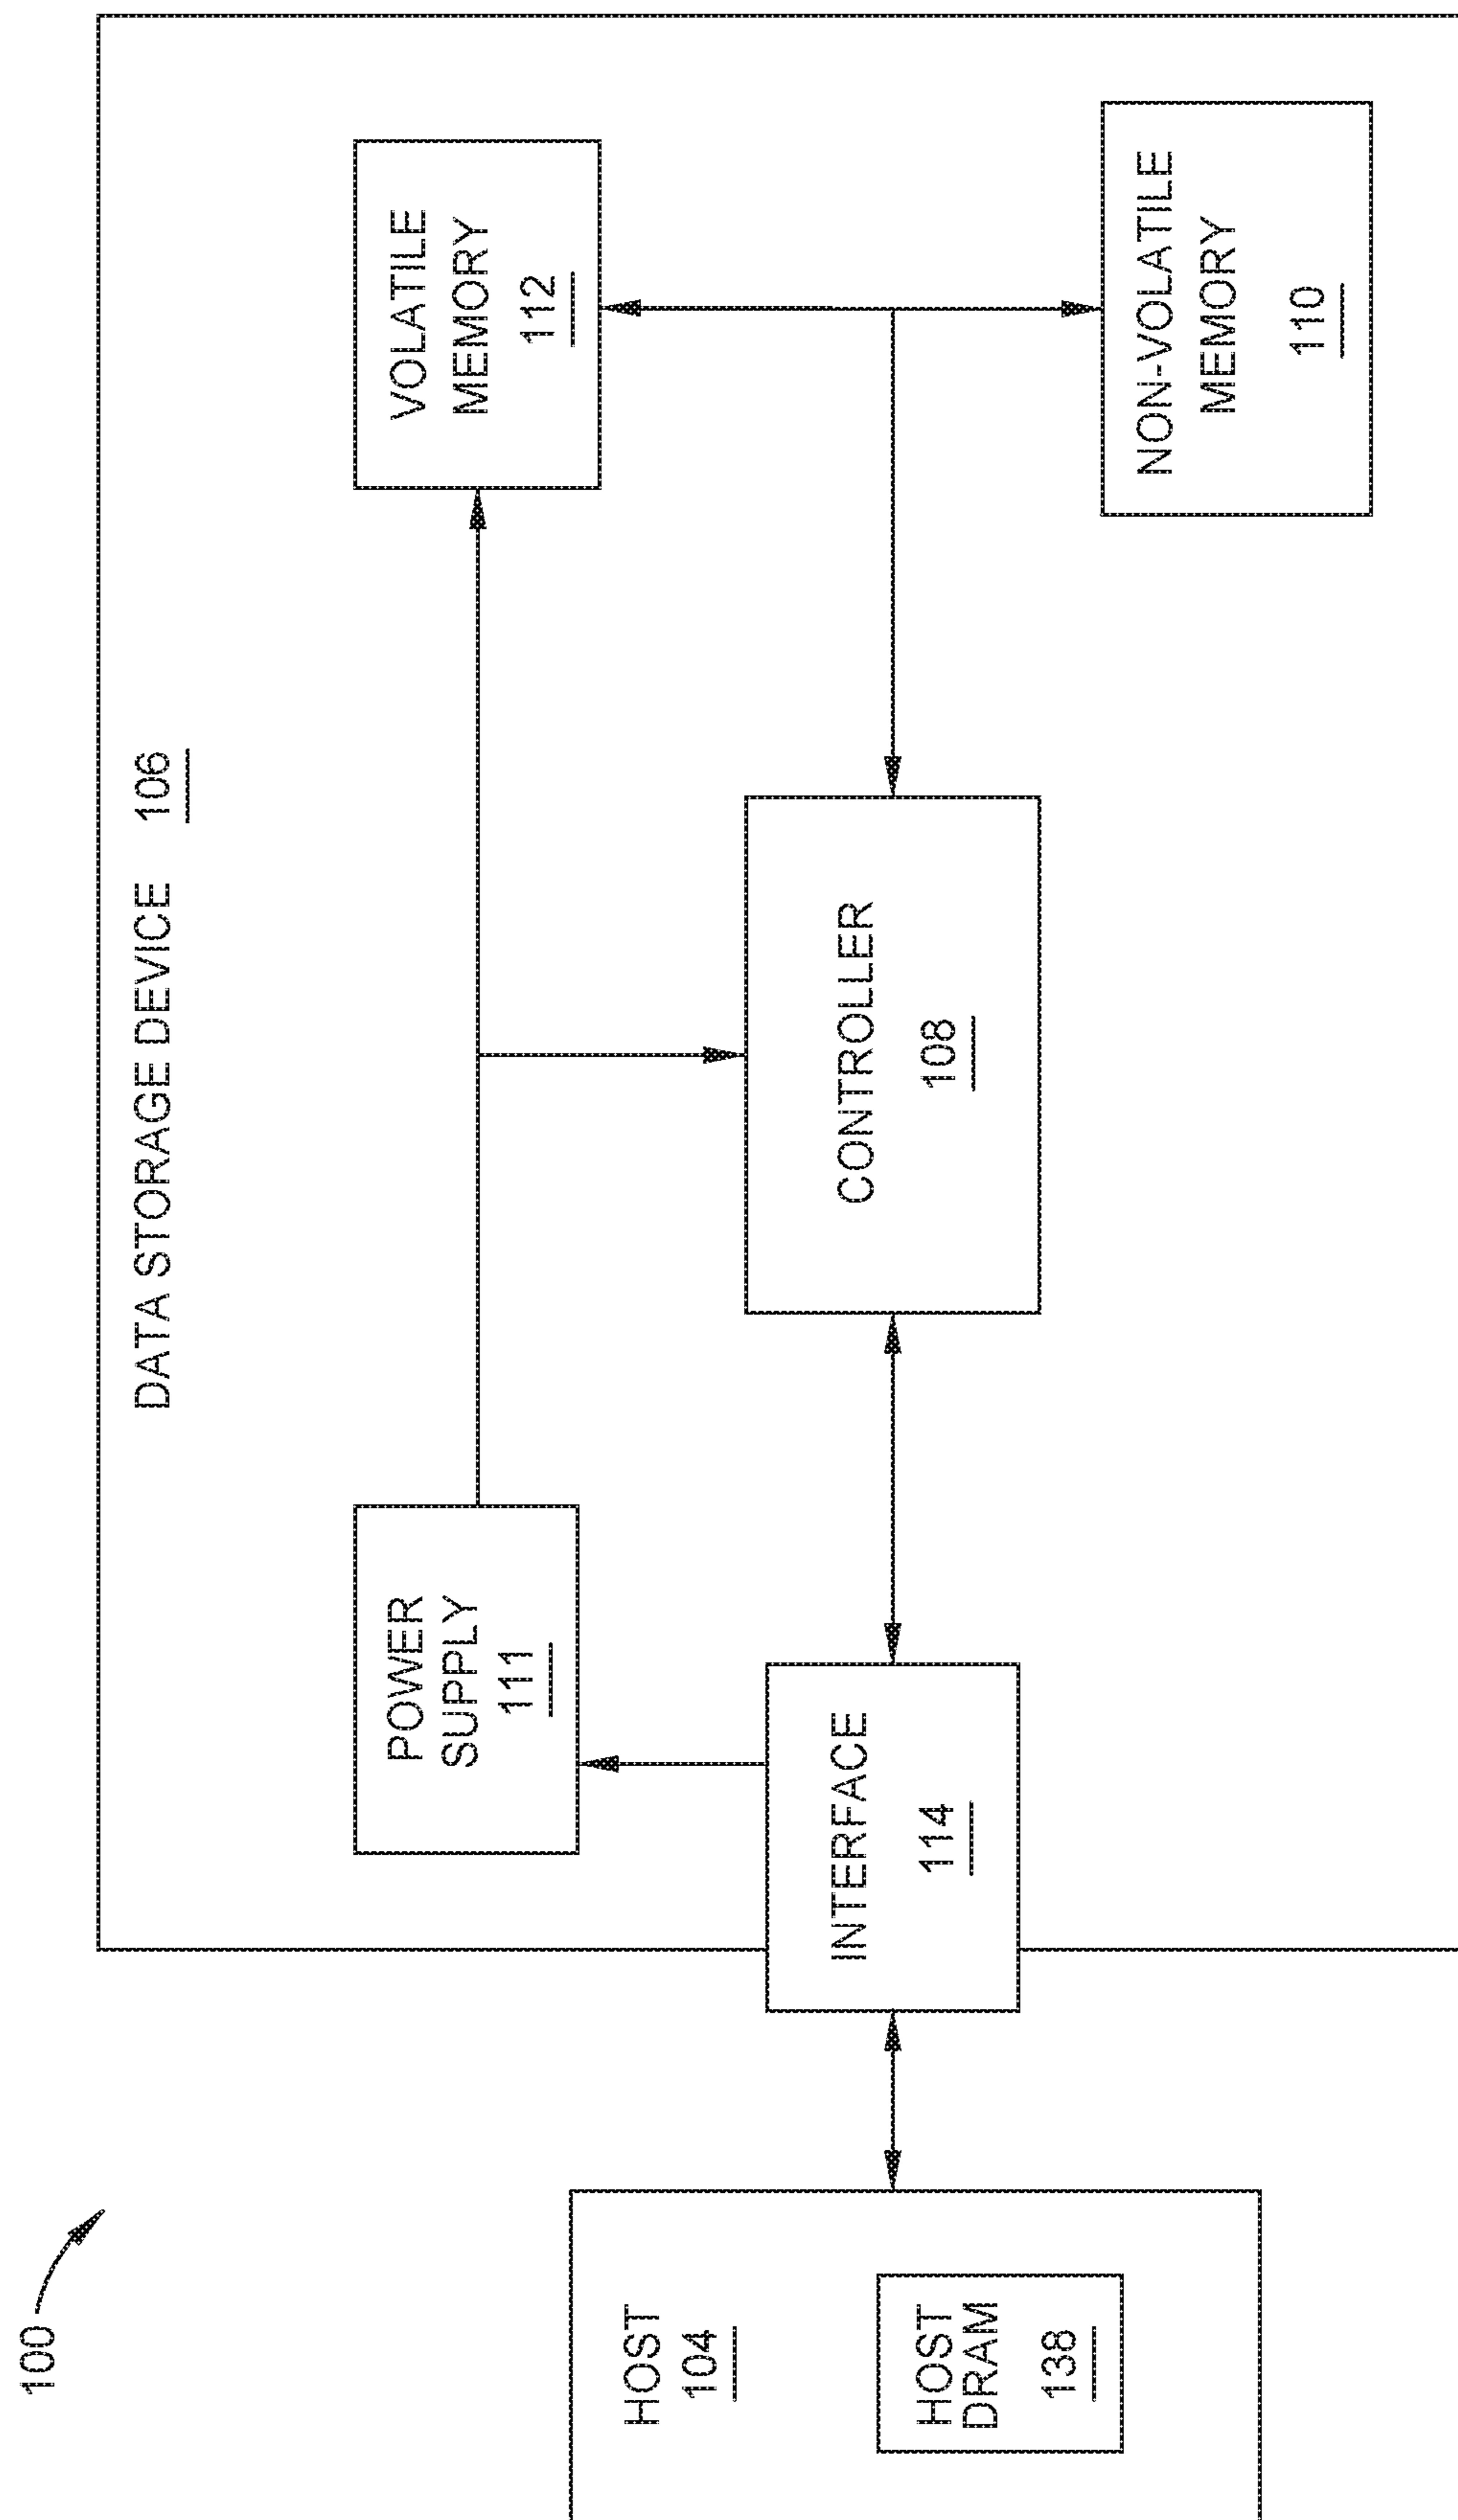 100
DATA STORAGE DEVICE 106
HOST
104
HOST
DRAM
138
INTERFACE
114
POWER
SUPPLY
111
CONTROLLER
108
VOLATILE
MEMORY
112
NON-VOLATILE
MEMORY
110